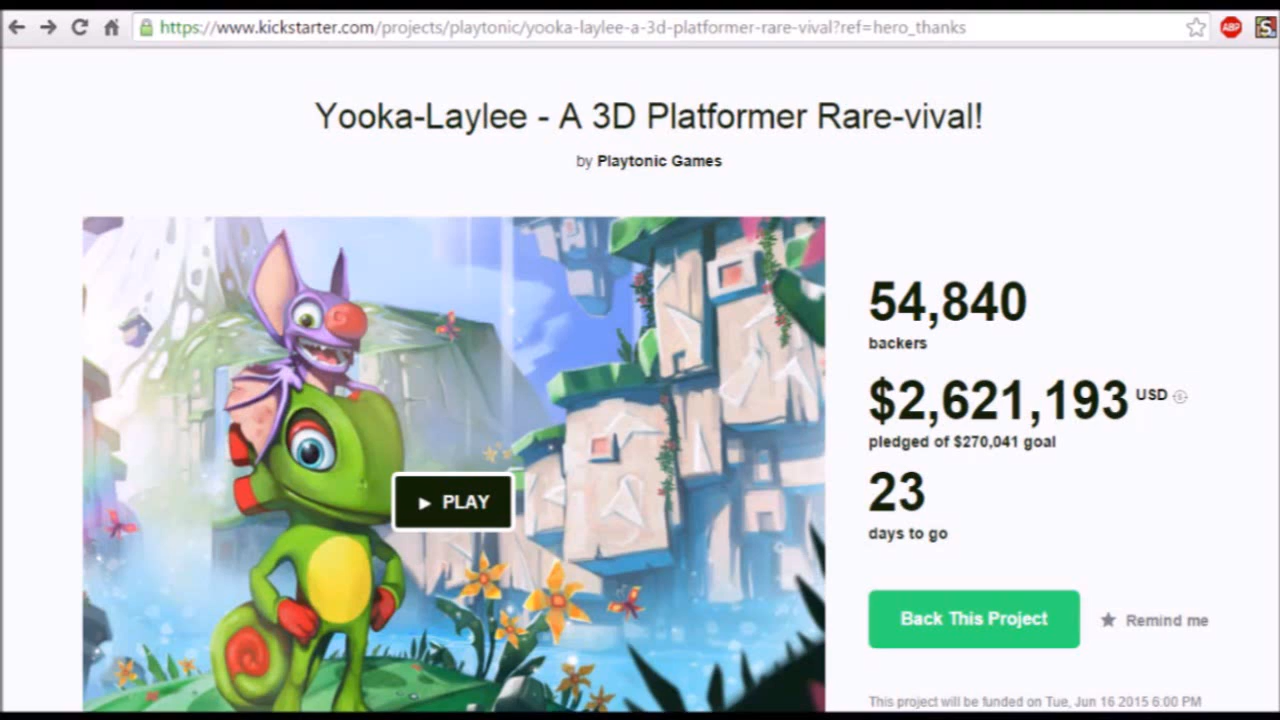 https://www.kickstarter.com/projects/playtonic/yooka-laylee-a-3d-platformer-rare-vival?ref=hero_thanks
ABP
S
Yooka-Laylee - A 3D Platformer Rare-vival!
by Playtonic Games
54,840
backers
$2,621,193 USD
pledged of $270,041 goal
23
days to go
PLAY
Back This Project
Remind me
This project will be funded on Tue, Jun 16 2015 6:00 PM